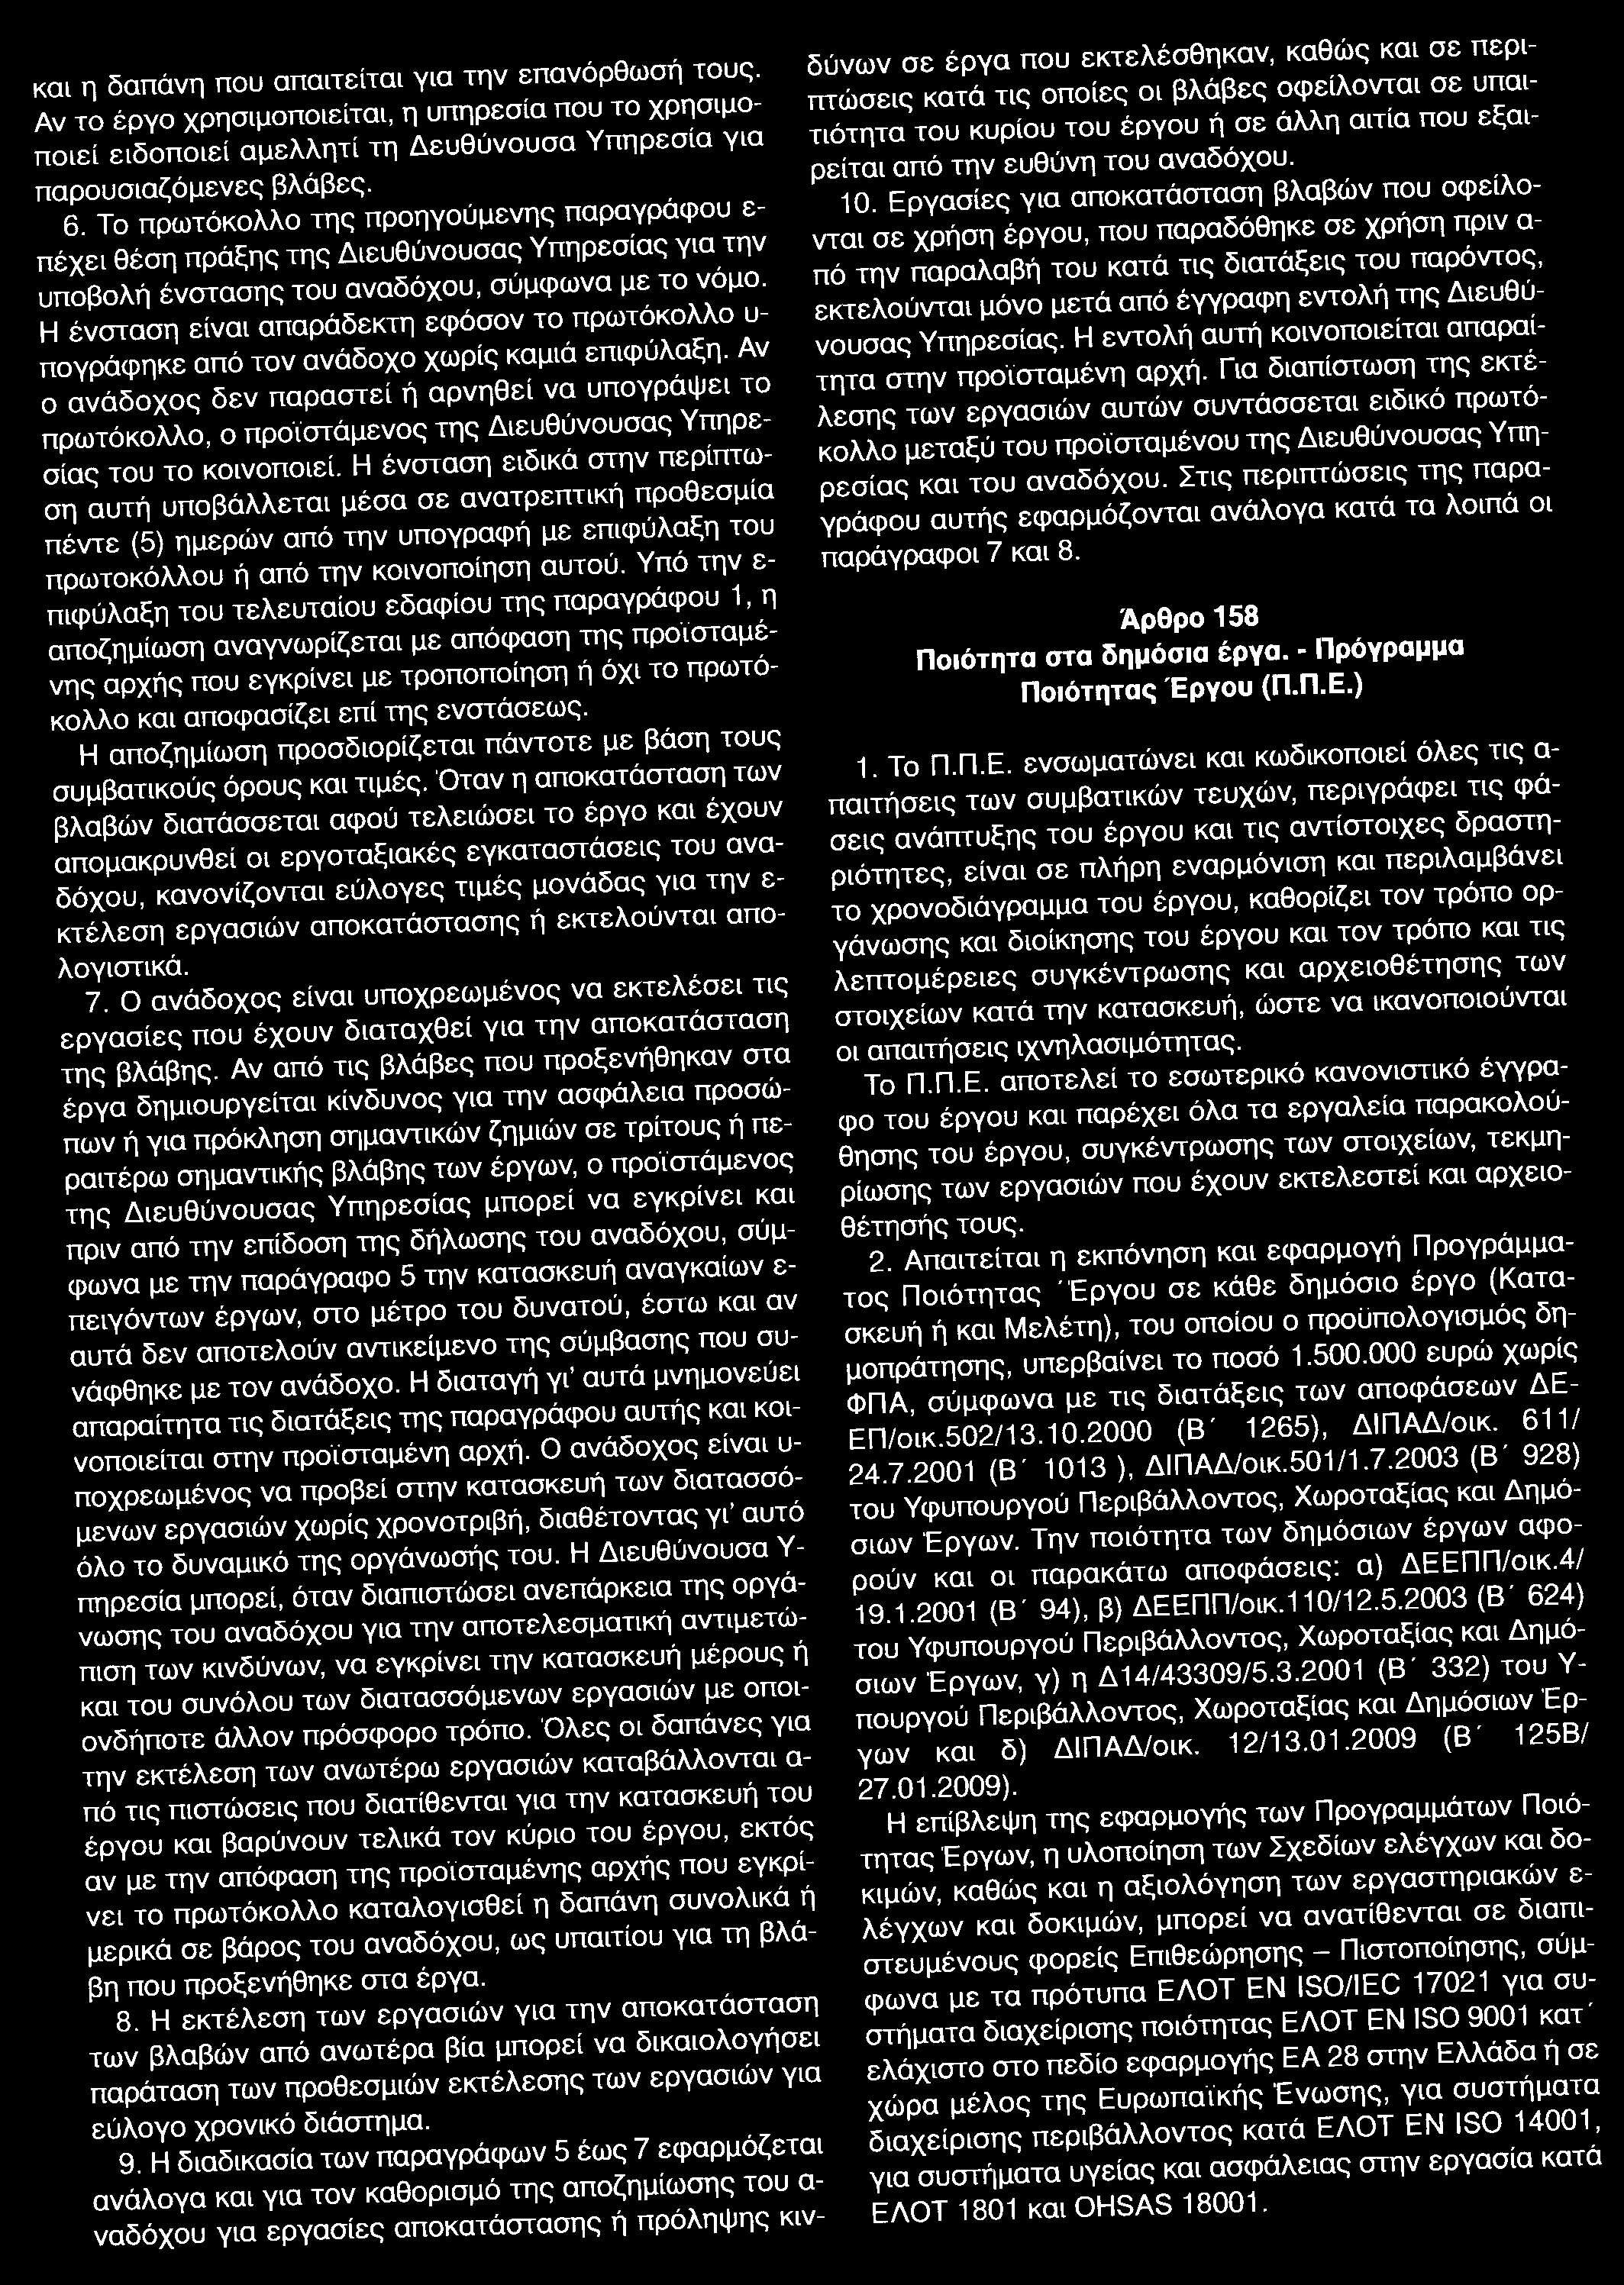 και η δαπάνη που απαιτείται για την επανόρθωσή τους.
Αν το έργο χρησιμοποιείται, η υπηρεσία που το χρησιμο-
ποιεί ειδοποιεί αμελλητί τη Διευθύνουσα Υπηρεσία για
παρουσιαζόμενες βλάβες.
6. Το πρωτόκολλο της προηγούμενης παραγράφου ε-
πέχει θέση πράξης της Διευθύνουσας Υπηρεσίας για την
υποβολή ένστασης του αναδόχου, σύμφωνα με το νόμο.
Η ένσταση είναι απαράδεκτη εφόσον το πρωτόκολλο υ-
πογράφηκε από τον ανάδοχο χωρίς καμιά επιφύλαξη. Αν
ο ανάδοχος δεν παραστεί ή αρνηθεί να υπογράψει το
πρωτόκολλο, ο προϊστάμενος της Διευθύνουσας Υπηρε-
σίας του το κοινοποιεί. Η ένσταση ειδικά στην περίπτω-
ση αυτή υποβάλλεται μέσα σε ανατρεπτική προθεσμία
πέντε (5) ημερών από την υπογραφή με επιφύλαξη του
πρωτοκόλλου ή από την κοινοποίηση αυτού. Υπό την ε-
πιφύλαξη του τελευταίου εδαφίου της παραγράφου 1, η
αποζημίωση αναγνωρίζεται με απόφαση της προϊσταμέ-
νης αρχής που εγκρίνει με τροποποίηση ή όχι το πρωτό-
κολλο και αποφασίζει επί της ενστάσεως.
Η αποζημίωση προσδιορίζεται πάντοτε με βάση τους
συμβατικούς όρους και τιμές. Όταν η αποκατάσταση των
βλαβών διατάσσεται αφού τελειώσει το έργο και έχουν
απομακρυνθεί οι εργοταξιακές εγκαταστάσεις του ανα-
δόχου, κανονίζονται εύλογες τιμές μονάδας για την ε-
κτέλεση εργασιών αποκατάστασης ή εκτελούνται απο-
λογιστικά.
7. Ο ανάδοχος είναι υποχρεωμένος να εκτελέσει τις
εργασίες που έχουν διαταχθεί για την αποκατάσταση
της βλάβης. Αν από τις βλάβες που προξενήθηκαν στα
έργα δημιουργείται κίνδυνος για την ασφάλεια προσώ-
πων ή για πρόκληση σημαντικών ζημιών σε τρίτους ή πε-
ραιτέρω σημαντικής βλάβης των έργων, ο προϊστάμενος
της Διευθύνουσας Υπηρεσίας μπορεί να εγκρίνει και
πριν από την επίδοση της δήλωσης του αναδόχου, σύμ-
φωνα με την παράγραφο 5 την κατασκευή αναγκαίων ε-
πειγόντων έργων, στο μέτρο του δυνατού, έστω και αν
αυτά δεν αποτελούν αντικείμενο της σύμβασης που συ-
νάφθηκε με τον ανάδοχο. Η διαταγή γι' αυτά μνημονεύει
απαραίτητα τις διατάξεις της παραγράφου αυτής και κοι-
νοποιείται στην προϊσταμένη αρχή. Ο ανάδοχος είναι υ-
ποχρεωμένος να προβεί στην κατασκευή των διατασσό-
μενων εργασιών χωρίς χρονοτριβή, διαθέτοντας γι' αυτό
όλο το δυναμικό της οργάνωσής του. Η Διευθύνουσα Υ-
πηρεσία μπορεί, όταν διαπιστώσει ανεπάρκεια της οργά-
νωσης του αναδόχου για την αποτελεσματική αντιμετώ-
πιση των κινδύνων, να εγκρίνει την κατασκευή μέρους ή
και του συνόλου των διατασσόμενων εργασιών με οποι-
ονδήποτε άλλον πρόσφορο τρόπο. Όλες οι δαπάνες για
την εκτέλεση των ανωτέρω εργασιών καταβάλλονται α-
πό τις πιστώσεις που διατίθενται για την κατασκευή του
έργου και βαρύνουν τελικά τον κύριο του έργου, εκτός
αν με την απόφαση της προϊσταμένης αρχής που εγκρί-
νει το πρωτόκολλο καταλογισθεί η δαπάνη συνολικά ή
μερικά σε βάρος του αναδόχου, ως υπαιτίου για τη βλά-
βη που προξενήθηκε στα έργα.
8. Η εκτέλεση των εργασιών για την αποκατάσταση
των βλαβών από ανωτέρα βία μπορεί να δικαιολογήσει
παράταση των προθεσμιών εκτέλεσης των εργασιών για
εύλογο χρονικό διάστημα.
9. Η διαδικασία των παραγράφων 5 έως 7 εφαρμόζεται
ανάλογα και για τον καθορισμό της αποζημίωσης του α-
ναδόχου για εργασίες αποκατάστασης ή πρόληψης κιν-
δύνων σε έργα που εκτελέσθηκαν, καθώς και σε περι-
πτώσεις κατά τις οποίες οι βλάβες οφείλονται σε υπαι-
τιότητα του κυρίου του έργου ή σε άλλη αιτία που εξαι-
ρείται από την ευθύνη του αναδόχου.
10. Εργασίες για αποκατάσταση βλαβών που οφείλο-
νται σε χρήση έργου, που παραδόθηκε σε χρήση πριν α-
πό την παραλαβή του κατά τις διατάξεις του παρόντος,
εκτελούνται μόνο μετά από έγγραφη εντολή της Διευθύ-
νουσας Υπηρεσίας. Η εντολή αυτή κοινοποιείται απαραί-
τητα στην προϊσταμένη αρχή. Για διαπίστωση της εκτέ-
λεσης των εργασιών αυτών συντάσσεται ειδικό πρωτό-
κολλο μεταξύ του προϊσταμένου της Διευθύνουσας Υπη-
ρεσίας και του αναδόχου. Στις περιπτώσεις της παρα-
γράφου αυτής εφαρμόζονται ανάλογα κατά τα λοιπά οι
παράγραφοι 7 και 8.
Άρθρο 158
Ποιότητα στα δημόσια έργα. - Πρόγραμμα
Ποιότητας Έργου (Π.Π.Ε.)
1. Το Π.Π.Ε. ενσωματώνει και κωδικοποιεί όλες τις α-
παιτήσεις των συμβατικών τευχών, περιγράφει τις φά-
σεις ανάπτυξης του έργου και τις αντίστοιχες δραστη-
ριότητες, είναι σε πλήρη εναρμόνιση και περιλαμβάνει
το χρονοδιάγραμμα του έργου, καθορίζει τον τρόπο ορ-
γάνωσης και διοίκησης του έργου και τον τρόπο και τις
λεπτομέρειες συγκέντρωσης και αρχειοθέτησης των
στοιχείων κατά την κατασκευή, ώστε να ικανοποιούνται
οι απαιτήσεις ιχνηλασιμότητας.
Το Π.Π.Ε. αποτελεί το εσωτερικό κανονιστικό έγγρα-
φο του έργου και παρέχει όλα τα εργαλεία παρακολού-
θησης του έργου, συγκέντρωσης των στοιχείων, τεκμη-
ρίωσης των εργασιών που έχουν εκτελεστεί και αρχειο-
θέτησής τους.
2. Απαιτείται η εκπόνηση και εφαρμογή Προγράμμα-
τος Ποιότητας ΄Εργου σε κάθε δημόσιο έργο (Κατα-
σκευή ή και Μελέτη), του οποίου ο προϋπολογισμός δη-
μοπράτησης, υπερβαίνει το ποσό 1.500.000 ευρώ χωρίς
ΦΠΑ, σύμφωνα με τις διατάξεις των αποφάσεων ΔΕ-
ΕΠ/οικ.502/13.10.2000 (Β΄ 1265), ΔΙΠΑΔ/οικ. 611/
24.7.2001 (Β΄ 1013 ), ΔΙΠΑΔ/οικ.501/1.7.2003 (Β΄ 928)
του Υφυπουργού Περιβάλλοντος, Χωροταξίας και Δημό-
σιων Έργων. Την ποιότητα των δημόσιων έργων αφο-
ρούν και οι παρακάτω αποφάσεις: α) ΔΕΕΠΠ/οικ.4/
19.1.2001 (Β΄ 94), β) ΔΕΕΠΠ/οικ.110/12.5.2003 (Β΄ 624)
του Υφυπουργού Περιβάλλοντος, Χωροταξίας και Δημό-
σιων Έργων, γ) η Δ14/43309/5.3.2001 (Β΄ 332) του Υ-
πουργού Περιβάλλοντος, Χωροταξίας και Δημόσιων Έρ-
γων και δ) ΔΙΠΑΔ/οικ. 12/13.01.2009 (Β΄ 125Β/
27.01.2009).
Η επίβλεψη της εφαρμογής των Προγραμμάτων Ποιό-
τητας Έργων, η υλοποίηση των Σχεδίων ελέγχων και δο-
κιμών, καθώς και η αξιολόγηση των εργαστηριακών ε-
λέγχων και δοκιμών, μπορεί να ανατίθενται σε διαπι-
στευμένους φορείς Επιθεώρησης – Πιστοποίησης, σύμ-
φωνα με τα πρότυπα ΕΛΟΤ ΕΝ ISO/IEC 17021 για συ-
στήματα διαχείρισης ποιότητας ΕΛΟΤ ΕΝ ISO 9001 κατ΄
ελάχιστο στο πεδίο εφαρμογής ΕΑ 28 στην Ελλάδα ή σε
χώρα μέλος της Ευρωπαϊκής Ένωσης, για συστήματα
διαχείρισης περιβάλλοντος κατά ΕΛΟΤ ΕΝ ISO 14001,
για συστήματα υγείας και ασφάλειας στην εργασία κατά
ΕΛΟΤ 1801 και OHSAS 18001.